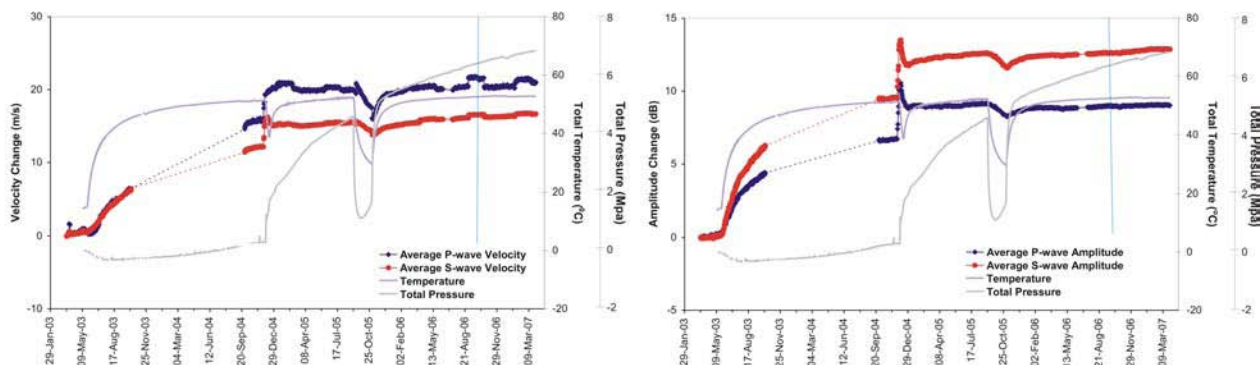 30
20
10
0
-10
Velocity Change (m/s)
80
60
40
20
0
-20
Total Temperature (⁰C)
8
6
4
2
0
-2
Total Pressure (Mpa)
Average P-wave Velocity
Average S-wave Velocity
Temperature
Total Pressure
29-Jan-03
09-May-03
17-Aug-03
25-Nov-03
04-Mar-04
12-Jun-04
20-Sep-04
29-Dec-04
08-Apr-05
17-Jul-05
25-Oct-05
02-Feb-06
13-May-06
21-Aug-06
29-Nov-06
09-Mar-07
15
10
5
0
-5
Amplitude Change (dB)
80
60
40
20
0
-20
Total Temperature (⁰C)
8
6
4
2
0
-2
Total Pressure (Mpa)
Average P-wave Amplitude
Average S-wave Amplitude
Temperature
Total Pressure
29-Jan-03
09-May-03
17-Aug-03
25-Nov-03
04-Mar-04
12-Jun-04
20-Sep-04
29-Dec-04
08-Apr-05
17-Jul-05
25-Oct-05
02-Feb-06
13-May-06
21-Aug-06
29-Nov-06
09-Mar-07